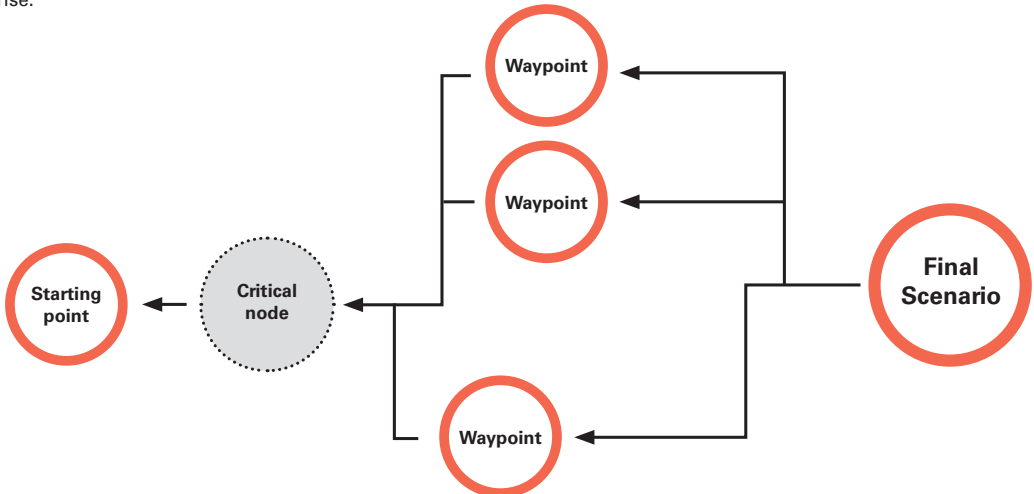 Waypoint
Waypoint
Starting
point
Critical
node
Final
Scenario
Waypoint